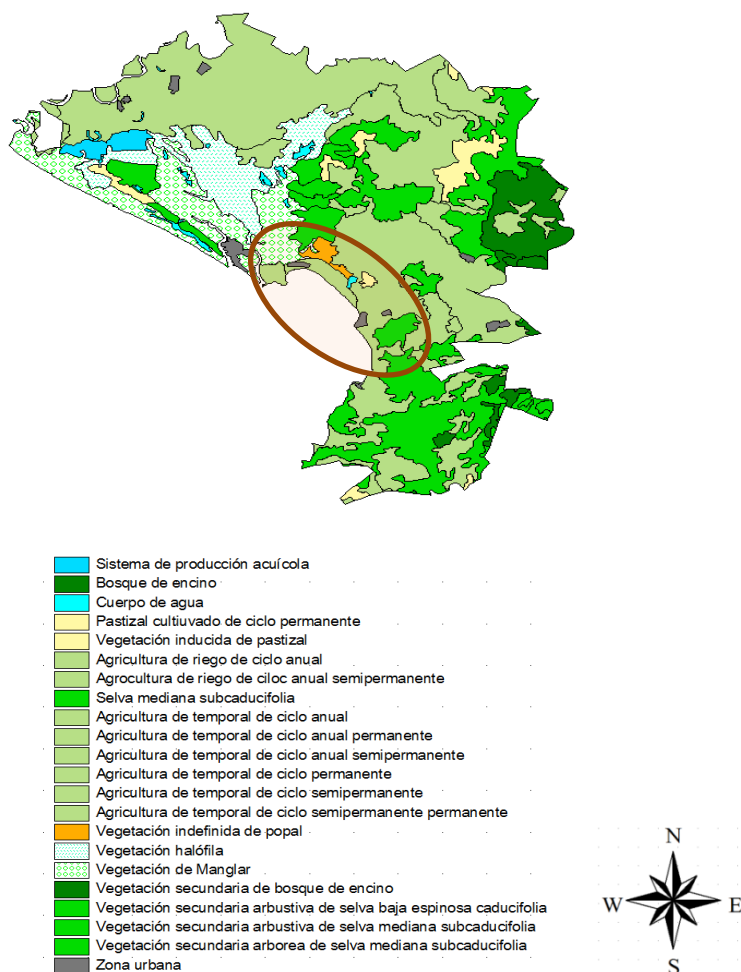 Sistema de producción acuícola
Bosque de encino
Cuerpo de agua
Pastizal cultiuvado de ciclo permanente
Vegetación inducida de pastizal
Agricultura de riego de ciclo anual
Agrocultura de riego de ciloc anual semipermanente
Selva mediana subcaducifolia
Agricultura de temporal de ciclo anual
Agricultura de temporal de ciclo anual permanente
Agricultura de temporal de ciclo anual semipermanente
Agricultura de temporal de ciclo permanente
Agricultura de temporal de ciclo semipermanente
Agricultura de temporal de ciclo semipermanente permanente
Vegetación indefinida de popal
Vegetación halófila
Vegetación de Manglar
Vegetación secundaria de bosque de encino
Vegetación secundaria arbustiva de selva baja espinosa caducifolia
Vegetación secundaria arbustiva de selva mediana subcaducifolia
Vegetación secundaria arborea de selva mediana subcaducifolia
Zona urbana
N
W E
S